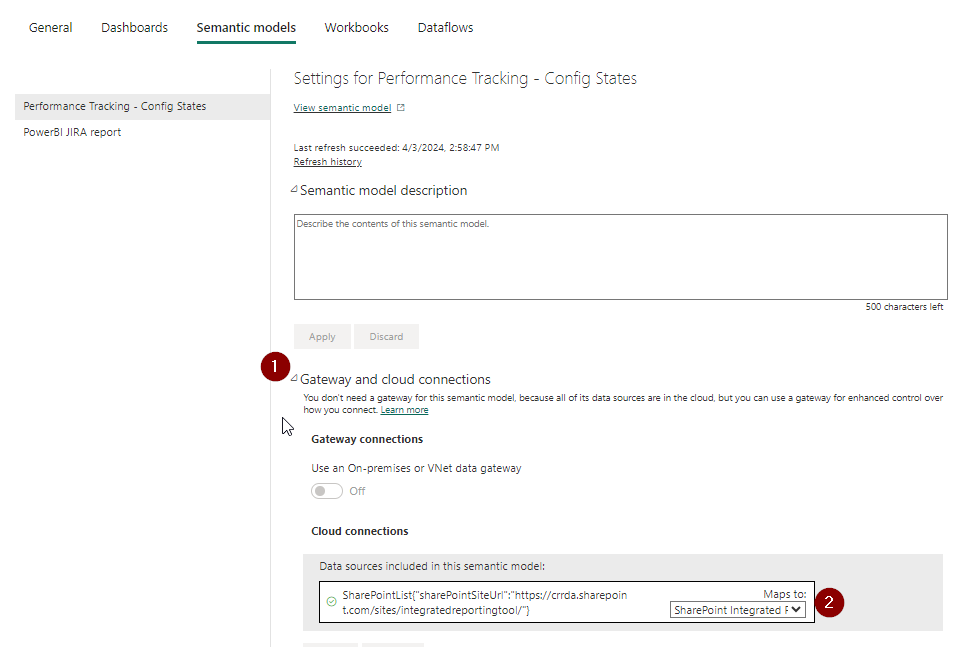 General Dashboards Semantic models Workbooks Dataflows
Settings for Performance Tracking - Config States
Performance Tracking - Config States
PowerBI JIRA report
View semantic model
Last refresh succeeded: 4/3/2024, 2:58:47 PM
Refresh history
Semantic model description
Describe the contents of this semantic model.
500 characters left
Apply Discard
1
Gateway and cloud connections
You don't need a gateway for this semantic model, because all of its data sources are in the cloud, but you can use a gateway for enhanced control over
how you connect. Learn more
Gateway connections
Use an On-premises or VNet data gateway
Off
Cloud connections
Data sources included in this semantic model:
SharePointList{"sharePointSiteUrl":"https://crrda.sharepoin
t.com/sites/integratedreportingtool/"}
Maps to:
SharePoint Integrated
2